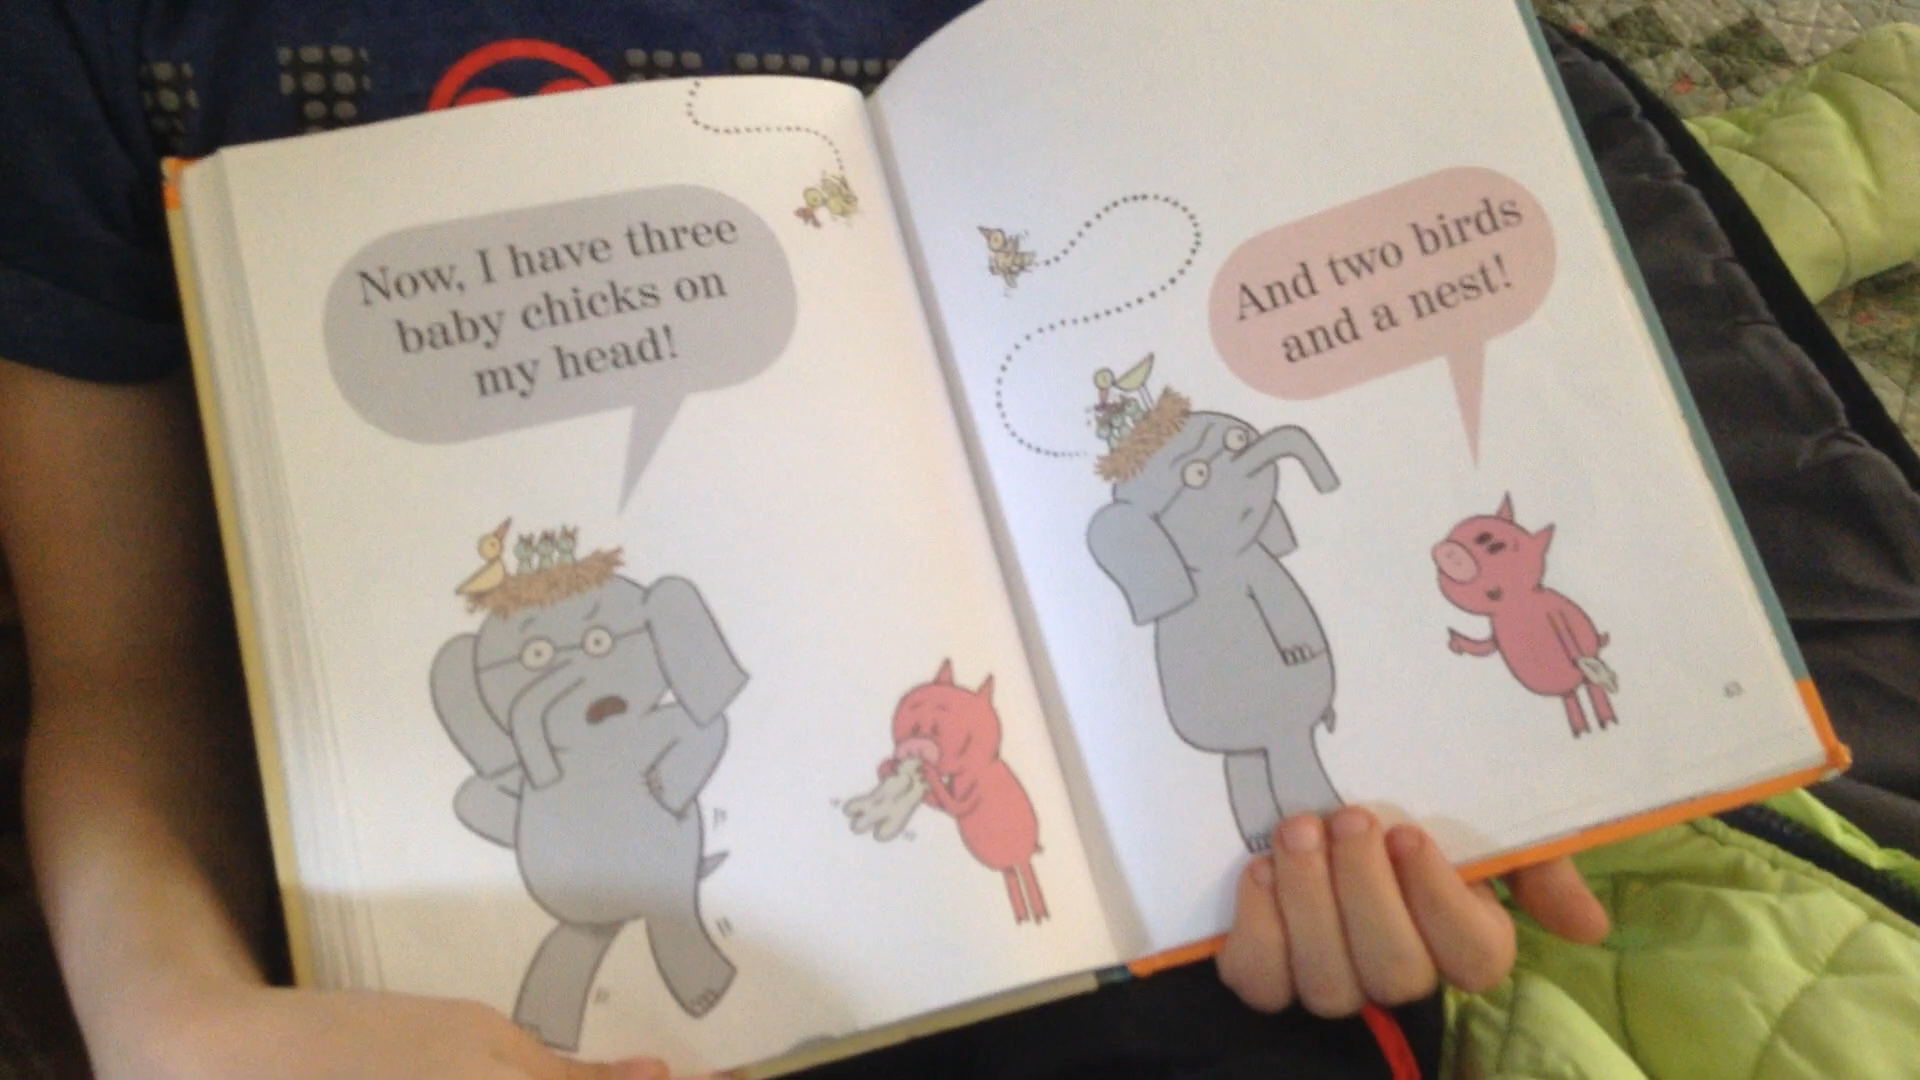 Now, I have three
baby chicks on
my head!
And two birds
and a nest!